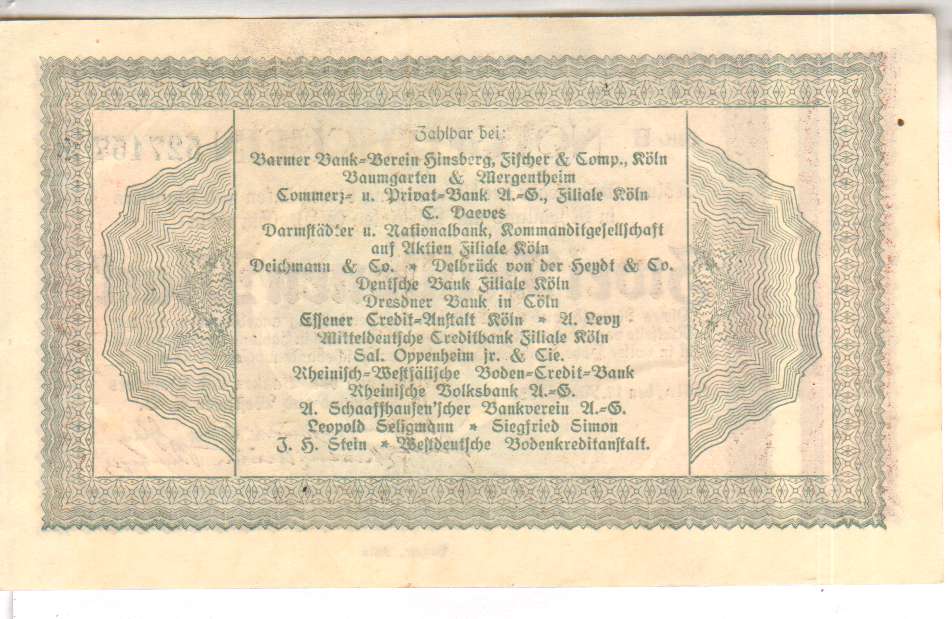 Zahlbar bei:
Barmer Bank=Verein Hinsberg, Fischer & Comp., Köln
Baumgarten & Mergentheim
Commerz= u. Privat=Bank A.=G., Filiale Köln
C. Daeves
Darmstädter u. Nationalbank, Kommanditgesellschaft
auf Aktien Filiale Köln
Deichmann & Co. * Delbrück von der Heydt & Co.
Deutsche Bank Filiale Köln
Dresdner Bank in Cöln
Essener Credit=Anstalt Köln * A. Levy
Mitteldeutsche Creditbank Filiale Köln
Sal. Oppenheim jr. & Cie.
Rheinisch=Westfälische Boden=Credit=Bank
Rheinische Volksbank A.=G.
A. Schaaffhausen'scher Bankverein A.=G.
Leopold Seligmann * Siegfried Simon
J. H. Stein * Westdeutsche Bodenkreditanstalt.